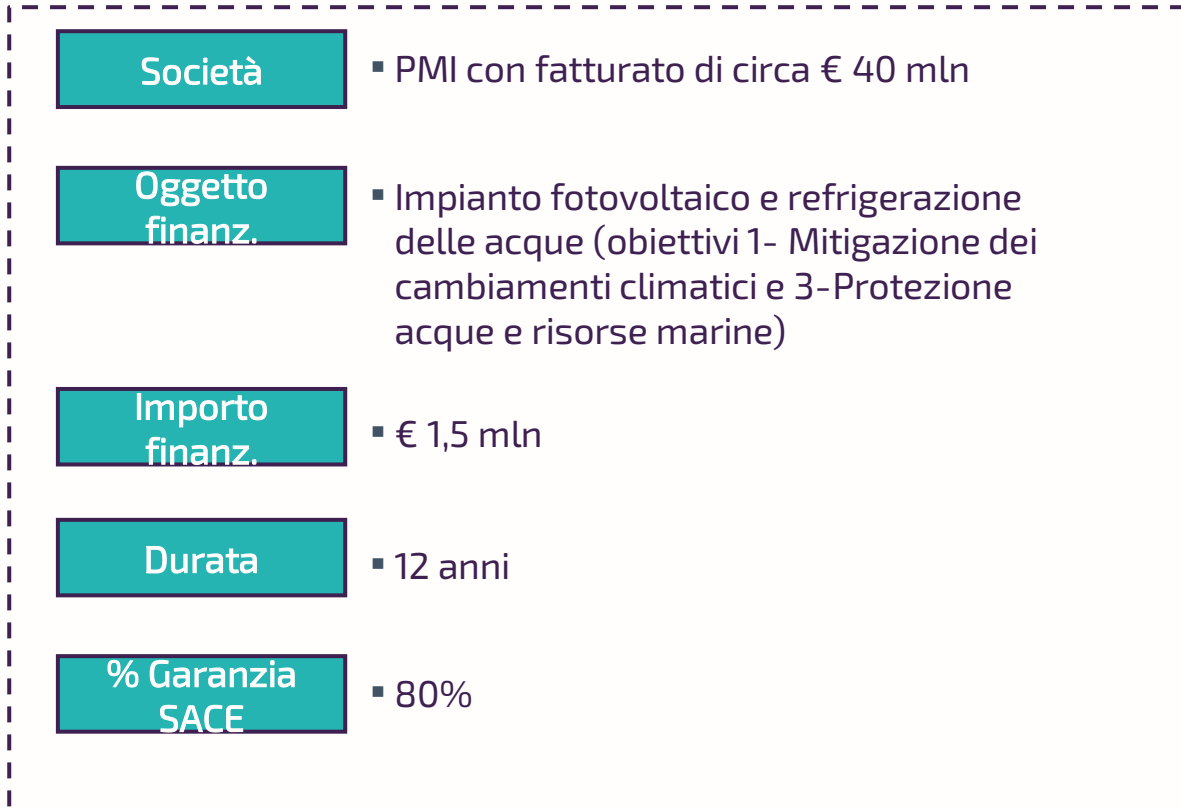 Società
▪ PMI con fatturato di circa € 40 mln
Oggetto
finanz.
▪ Impianto fotovoltaico e refrigerazione
delle acque (obiettivi 1- Mitigazione dei
cambiamenti climatici e 3-Protezione
acque e risorse marine)
Importo
finanz.
▪ € 1,5 mln
Durata
▪ 12 anni
% Garanzia
SACE
▪ 80%